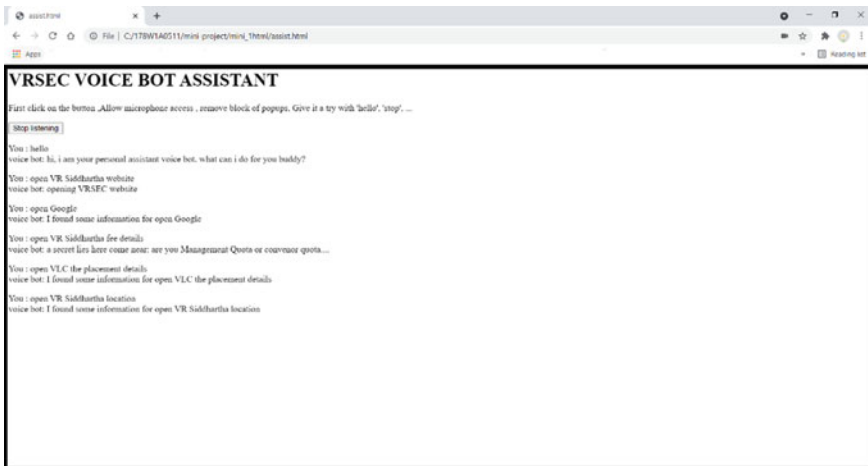 assist.html
File | C:/178W1A0511/mini project/mini_1html/assist.html
Apps
Reading list
VRSEC VOICE BOT ASSISTANT
First click on the button .Allow microphone access , remove block of popups. Give it a try with 'hello', 'stop', ...
Stop listening
You : hello
voice bot: hi, i am your personal assistant voice bot. what can i do for you buddy?
You : open VR Siddhartha website
voice bot: opening VRSEC website
You : open Google
voice bot: I found some information for open Google
You : open VR Siddhartha fee details
voice bot: a secret lies here come near: are you Management Quota or convenor quota....
You : open VLC the placement details
voice bot: I found some information for open VLC the placement details
You : open VR Siddhartha location
voice bot: I found some information for open VR Siddhartha location